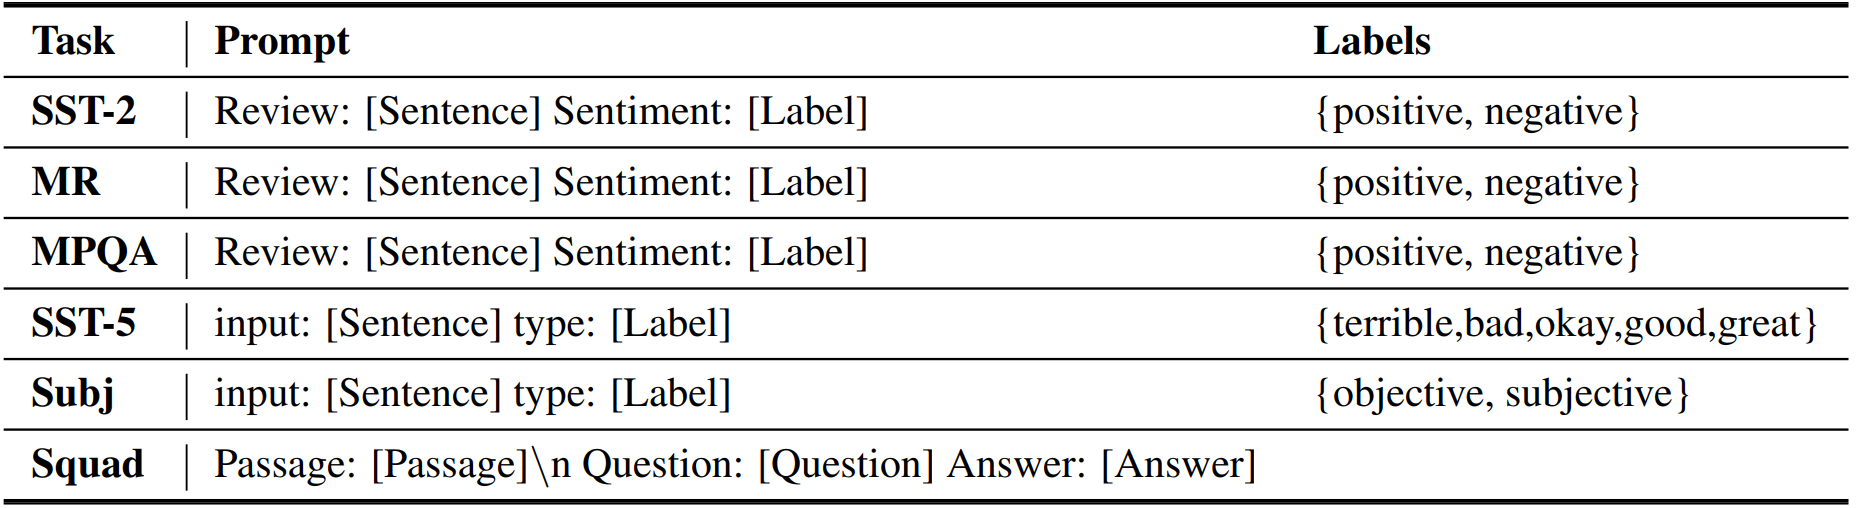 Task Prompt Labels
SST-2 Review: [Sentence] Sentiment: [Label] {positive, negative}
MR Review: [Sentence] Sentiment: [Label] {positive, negative}
MPQA Review: [Sentence] Sentiment: [Label] {positive, negative}
SST-5 input: [Sentence] type: [Label] {terrible,bad,okay,good,great}
Subj input: [Sentence] type: [Label] {objective, subjective}
Squad Passage: [Passage]\n Question: [Question] Answer: [Answer]